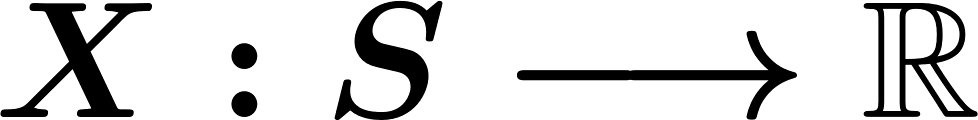 𝑿 : 𝑺 ⟶ ℝ